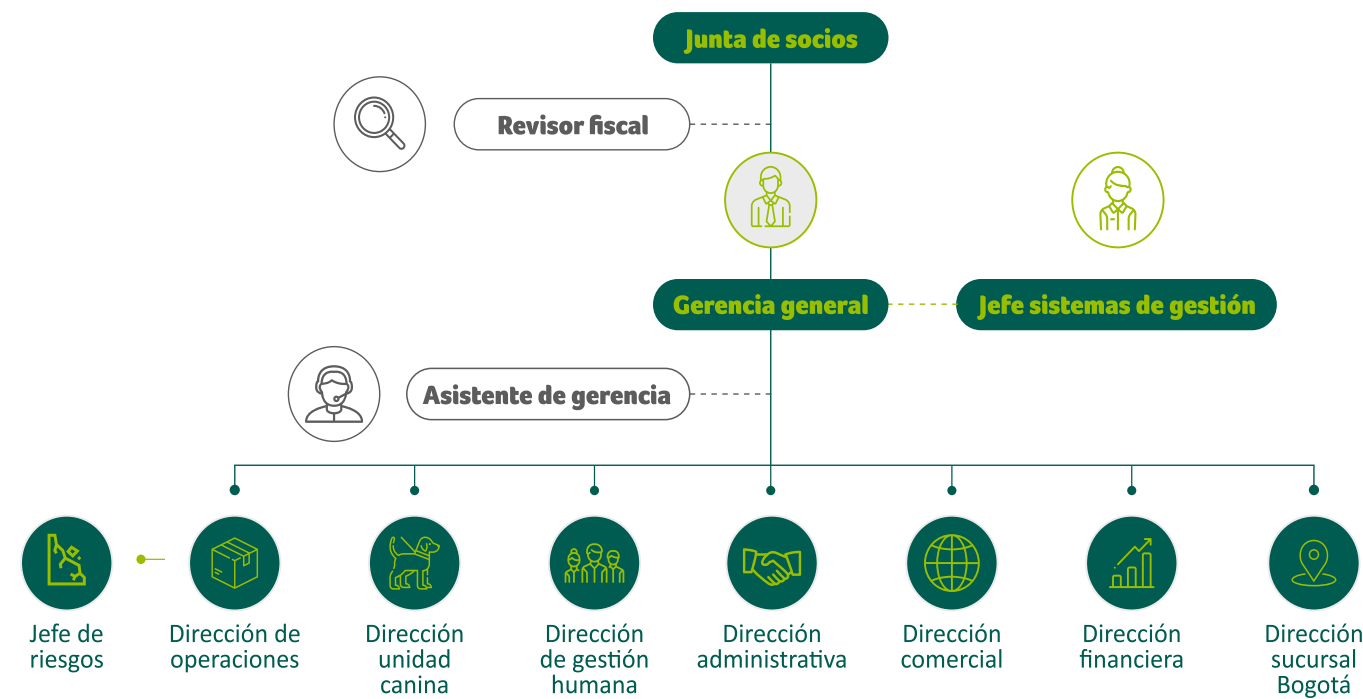 Junta de socios
Revisor fiscal
Gerencia general
Jefe sistemas de gestión
Asistente de gerencia
Jefe de
riesgos
Dirección de
operaciones
Dirección
unidad
canina
Dirección
de gestión
humana
Dirección
administrativa
Dirección
comercial
Dirección
financiera
Dirección
sucursal
Bogotá